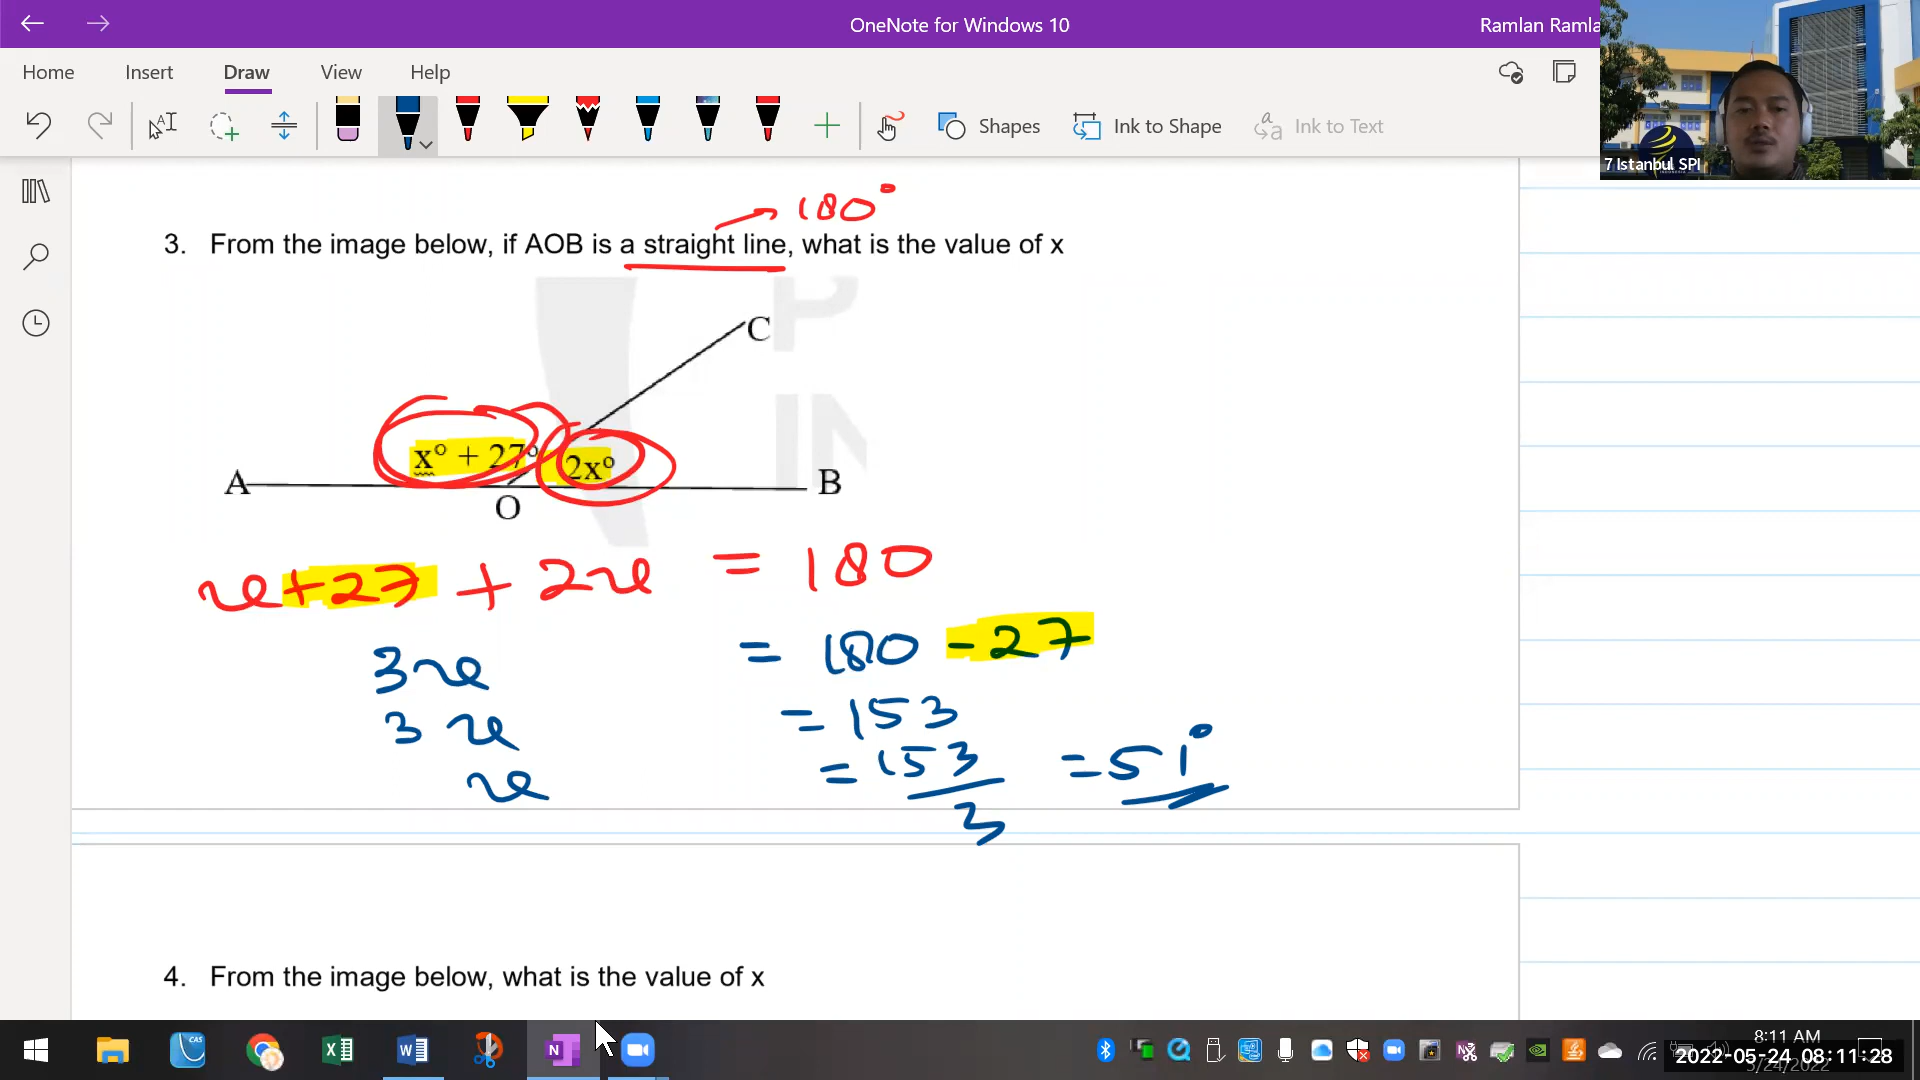 OneNote for Windows 10
Ramlan Ramla
Home Insert Draw View Help
Shapes Ink to Shape Ink to Text
7 Istanbul SPI
180°
3. From the image below, if AOB is a straight line, what is the value of x
C
x° + 27° 2x°
A B
O
x + 27 + 2x = 180
3x = 180 - 27
3x = 153
x = 153/3 = 51°
4. From the image below, what is the value of x
8:11 AM
2022-05-24 08:11:28
5/24/2022